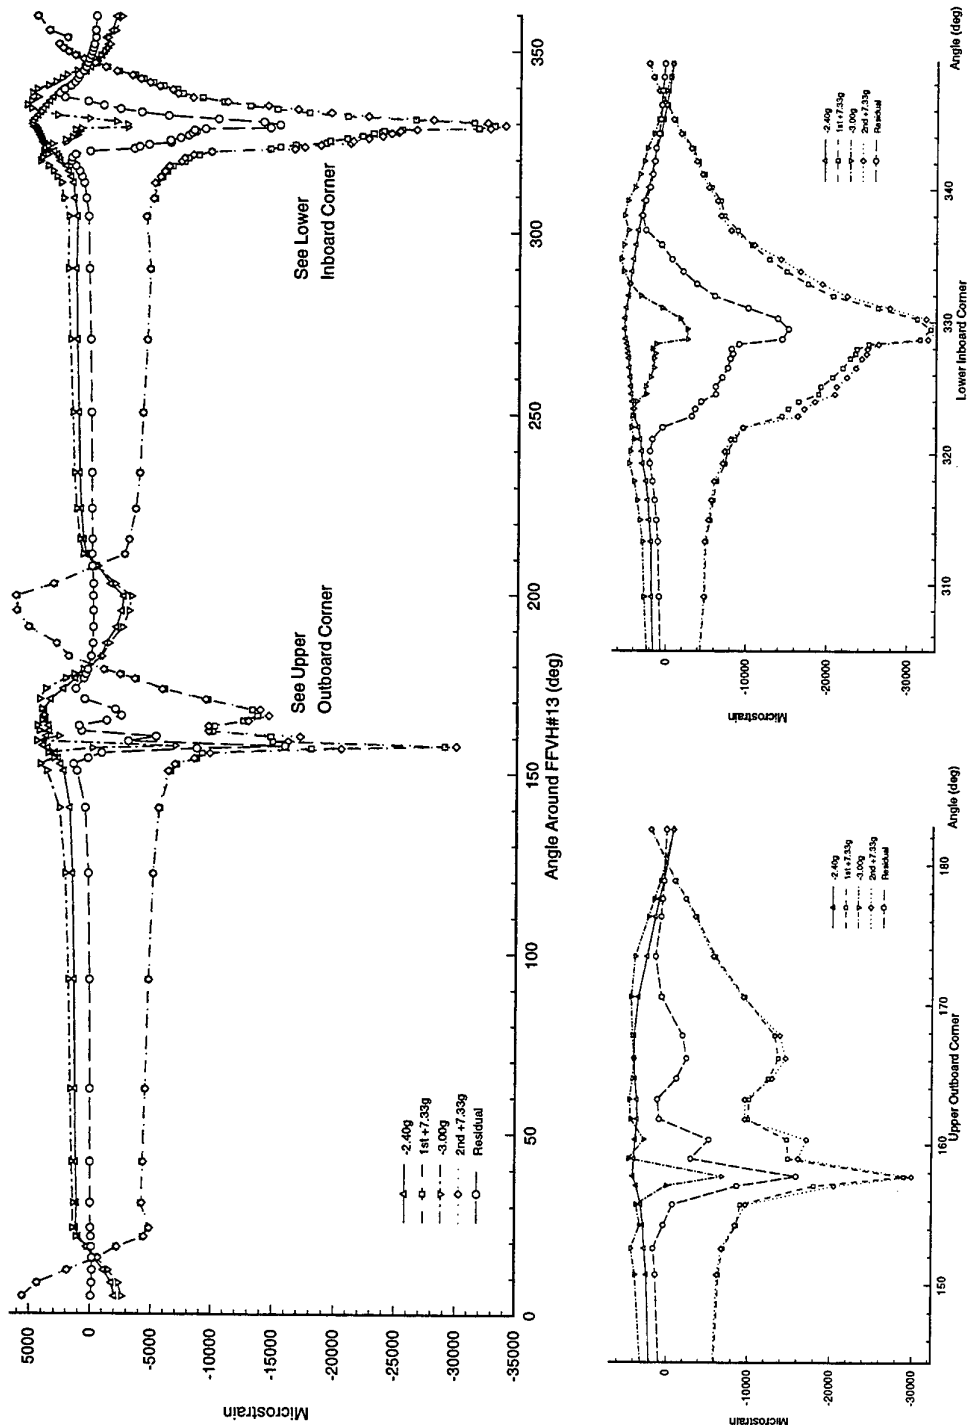 Microstrain
5000
0
-5000
-10000
-15000
-20000
-25000
-30000
-35000
0
50
100
150
200
250
300
350
Angle Around FFVH#13 (deg)
-2.40g
1st +7.33g
-3.00g
2nd +7.33g
Residual
See Upper
Outboard Corner
See Lower
Inboard Corner
Microstrain
0
-10000
-20000
-30000
150
160
170
180
Angle (deg)
Upper Outboard Corner
-2.40g
1st +7.33g
-3.00g
2nd +7.33g
Residual
Microstrain
0
-10000
-20000
-30000
310
320
330
340
Angle (deg)
Lower Inboard Corner
-2.40g
1st +7.33g
-3.00g
2nd +7.33g
Residual